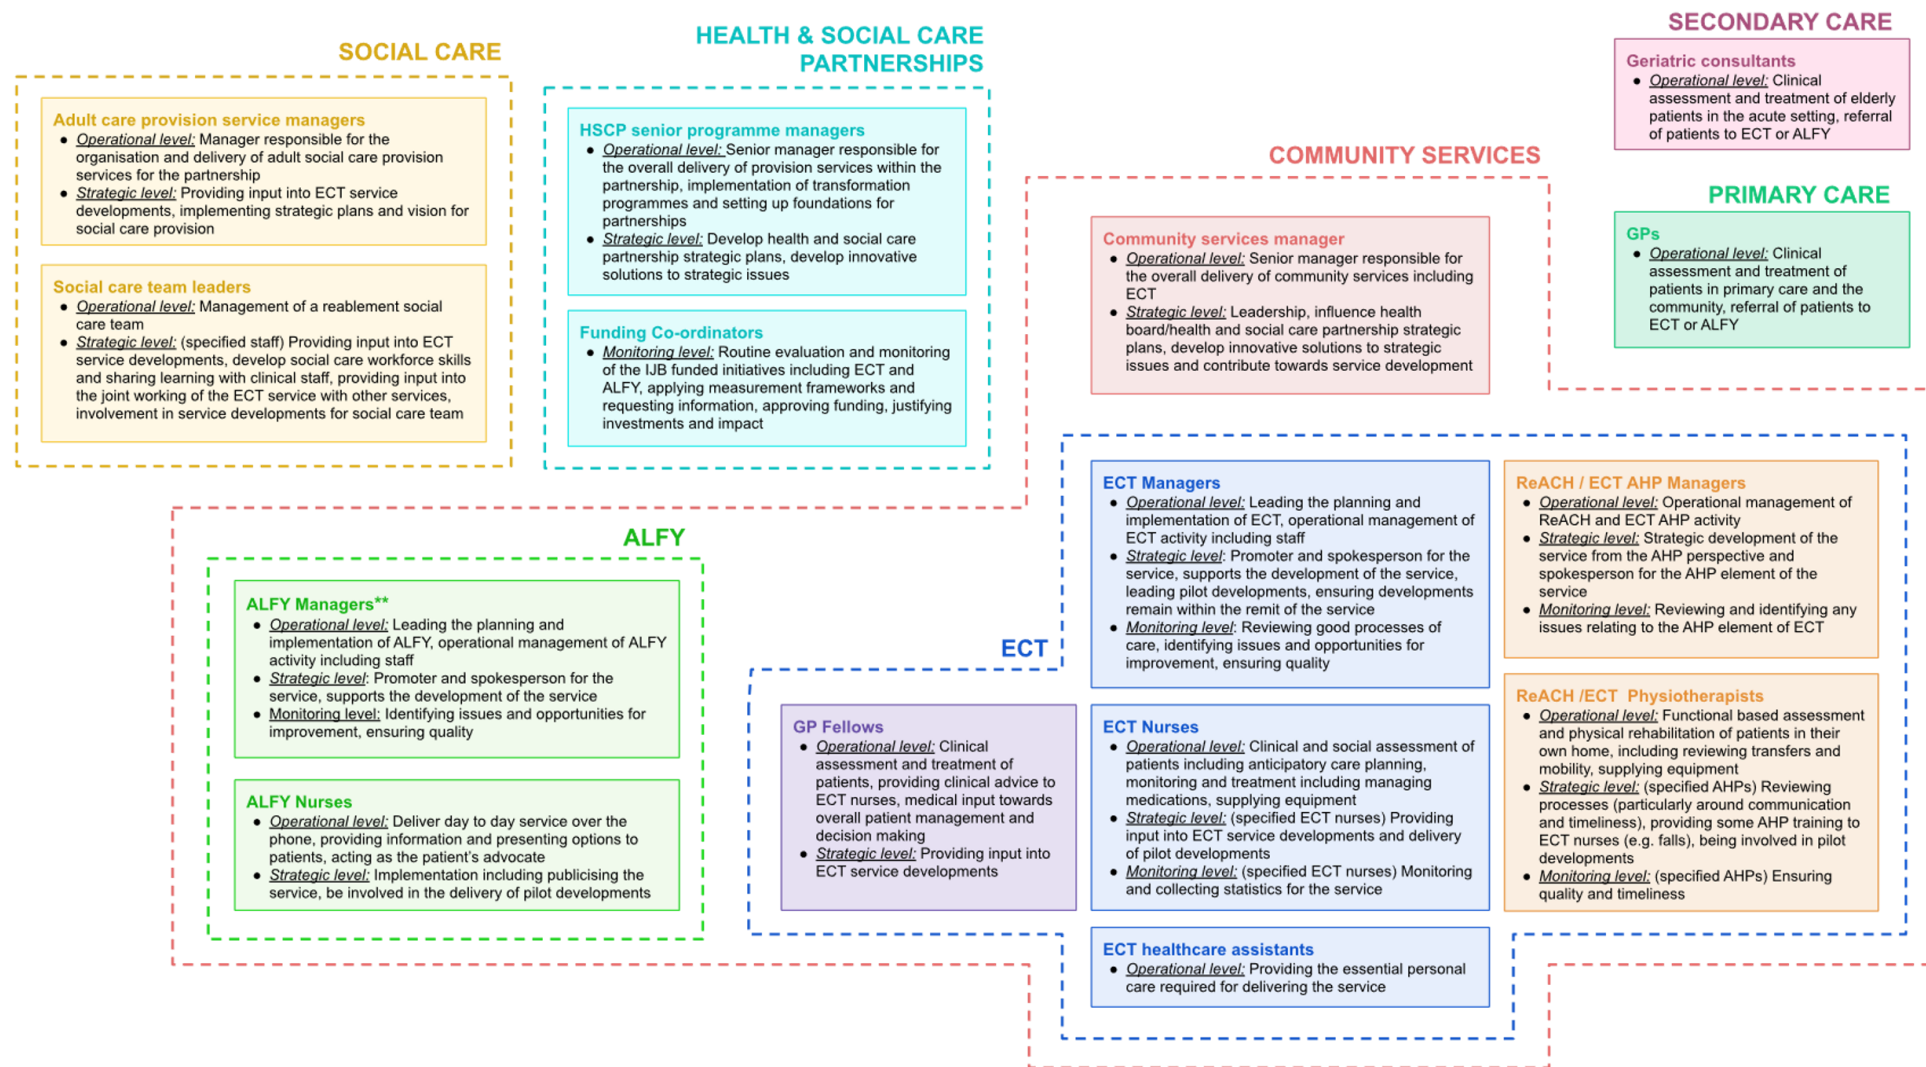 SOCIAL CARE
Adult care provision service managers
● Operational level: Manager responsible for the
organisation and delivery of adult social care provision
services for the partnership
● Strategic level: Providing input into ECT service
developments, implementing strategic plans and vision for
social care provision
Social care team leaders
● Operational level: Management of a reablement social
care team
● Strategic level: (specified staff) Providing input into ECT
service developments, develop social care workforce skills
and sharing learning with clinical staff, providing input into
the joint working of the ECT service with other services,
involvement in service developments for social care team
HEALTH & SOCIAL CARE
PARTNERSHIPS
HSCP senior programme managers
● Operational level: Senior manager responsible for
the overall delivery of provision services within the
partnership, implementation of transformation
programmes and setting up foundations for
partnerships
● Strategic level: Develop health and social care
partnership strategic plans, develop innovative
solutions to strategic issues
Funding Co-ordinators
● Monitoring level: Routine evaluation and monitoring
of the IJB funded initiatives including ECT and
ALFY, applying measurement frameworks and
requesting information, approving funding, justifying
investments and impact
SECONDARY CARE
Geriatric consultants
● Operational level: Clinical
assessment and treatment of elderly
patients in the acute setting, referral
of patients to ECT or ALFY
PRIMARY CARE
GPs
● Operational level: Clinical
assessment and treatment of
patients in primary care and the
community, referral of patients to
ECT or ALFY
COMMUNITY SERVICES
Community services manager
● Operational level: Senior manager responsible for
the overall delivery of community services including
ECT
● Strategic level: Leadership, influence health
board/health and social care partnership strategic
plans, develop innovative solutions to strategic
issues and contribute towards service development
ALFY
ALFY Managers**
● Operational level: Leading the planning and
implementation of ALFY, operational management of ALFY
activity including staff
● Strategic level: Promoter and spokesperson for the
service, supports the development of the service
● Monitoring level: Identifying issues and opportunities for
improvement, ensuring quality
ALFY Nurses
● Operational level: Deliver day to day service over the
phone, providing information and presenting options to
patients, acting as the patient's advocate
● Strategic level: Implementation including publicising the
service, be involved in the delivery of pilot developments
ECT
GP Fellows
● Operational level: Clinical
assessment and treatment of
patients, providing clinical advice to
ECT nurses, medical input towards
overall patient management and
decision making
● Strategic level: Providing input into
ECT service developments
ECT Managers
● Operational level: Leading the planning and
implementation of ECT, operational management of
ECT activity including staff
● Strategic level: Promoter and spokesperson for the
service, supports the development of the service,
leading pilot developments, ensuring developments
remain within the remit of the service
● Monitoring level: Reviewing good processes of
care, identifying issues and opportunities for
improvement, ensuring quality
ECT Nurses
● Operational level: Clinical and social assessment of
patients including anticipatory care planning,
monitoring and treatment including managing
medications, supplying equipment
● Strategic level: (specified ECT nurses) Providing
input into ECT service developments and delivery
of pilot developments
● Monitoring level: (specified ECT nurses) Monitoring
and collecting statistics for the service
ECT healthcare assistants
● Operational level: Providing the essential personal
care required for delivering the service
ReACH / ECT AHP Managers
● Operational level: Operational management of
ReACH and ECT AHP activity
● Strategic level: Strategic development of the
service from the AHP perspective and
spokesperson for the AHP element of the
service
● Monitoring level: Reviewing and identifying any
issues relating to the AHP element of ECT
ReACH /ECT Physiotherapists
● Operational level: Functional based assessment
and physical rehabilitation of patients in their
own home, including reviewing transfers and
mobility, supplying equipment
● Strategic level: (specified AHPs) Reviewing
processes (particularly around communication
and timeliness), providing some AHP training to
ECT nurses (e.g. falls), being involved in pilot
developments
● Monitoring level: (specified AHPs) Ensuring
quality and timeliness